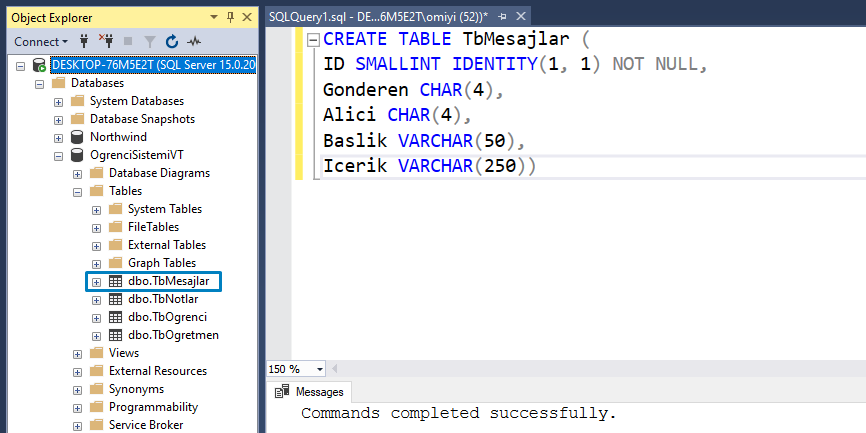 Object Explorer
Connect
DESKTOP-76M5E2T (SQL Server 15.0.20
Databases
System Databases
Database Snapshots
Northwind
OgrenciSistemiVT
Database Diagrams
Tables
System Tables
FileTables
External Tables
Graph Tables
dbo.TbMesajlar
dbo.TbNotlar
dbo.TbOgrenci
dbo.TbOgretmen
Views
External Resources
Synonyms
Programmability
Service Broker
SQLQuery1.sql - DE...6M5E2T\omiyi (52))*
CREATE TABLE TbMesajlar (
ID SMALLINT IDENTITY(1, 1) NOT NULL,
Gonderen CHAR(4),
Alici CHAR(4),
Baslik VARCHAR(50),
Icerik VARCHAR(250))
150 %
Messages
Commands completed successfully.